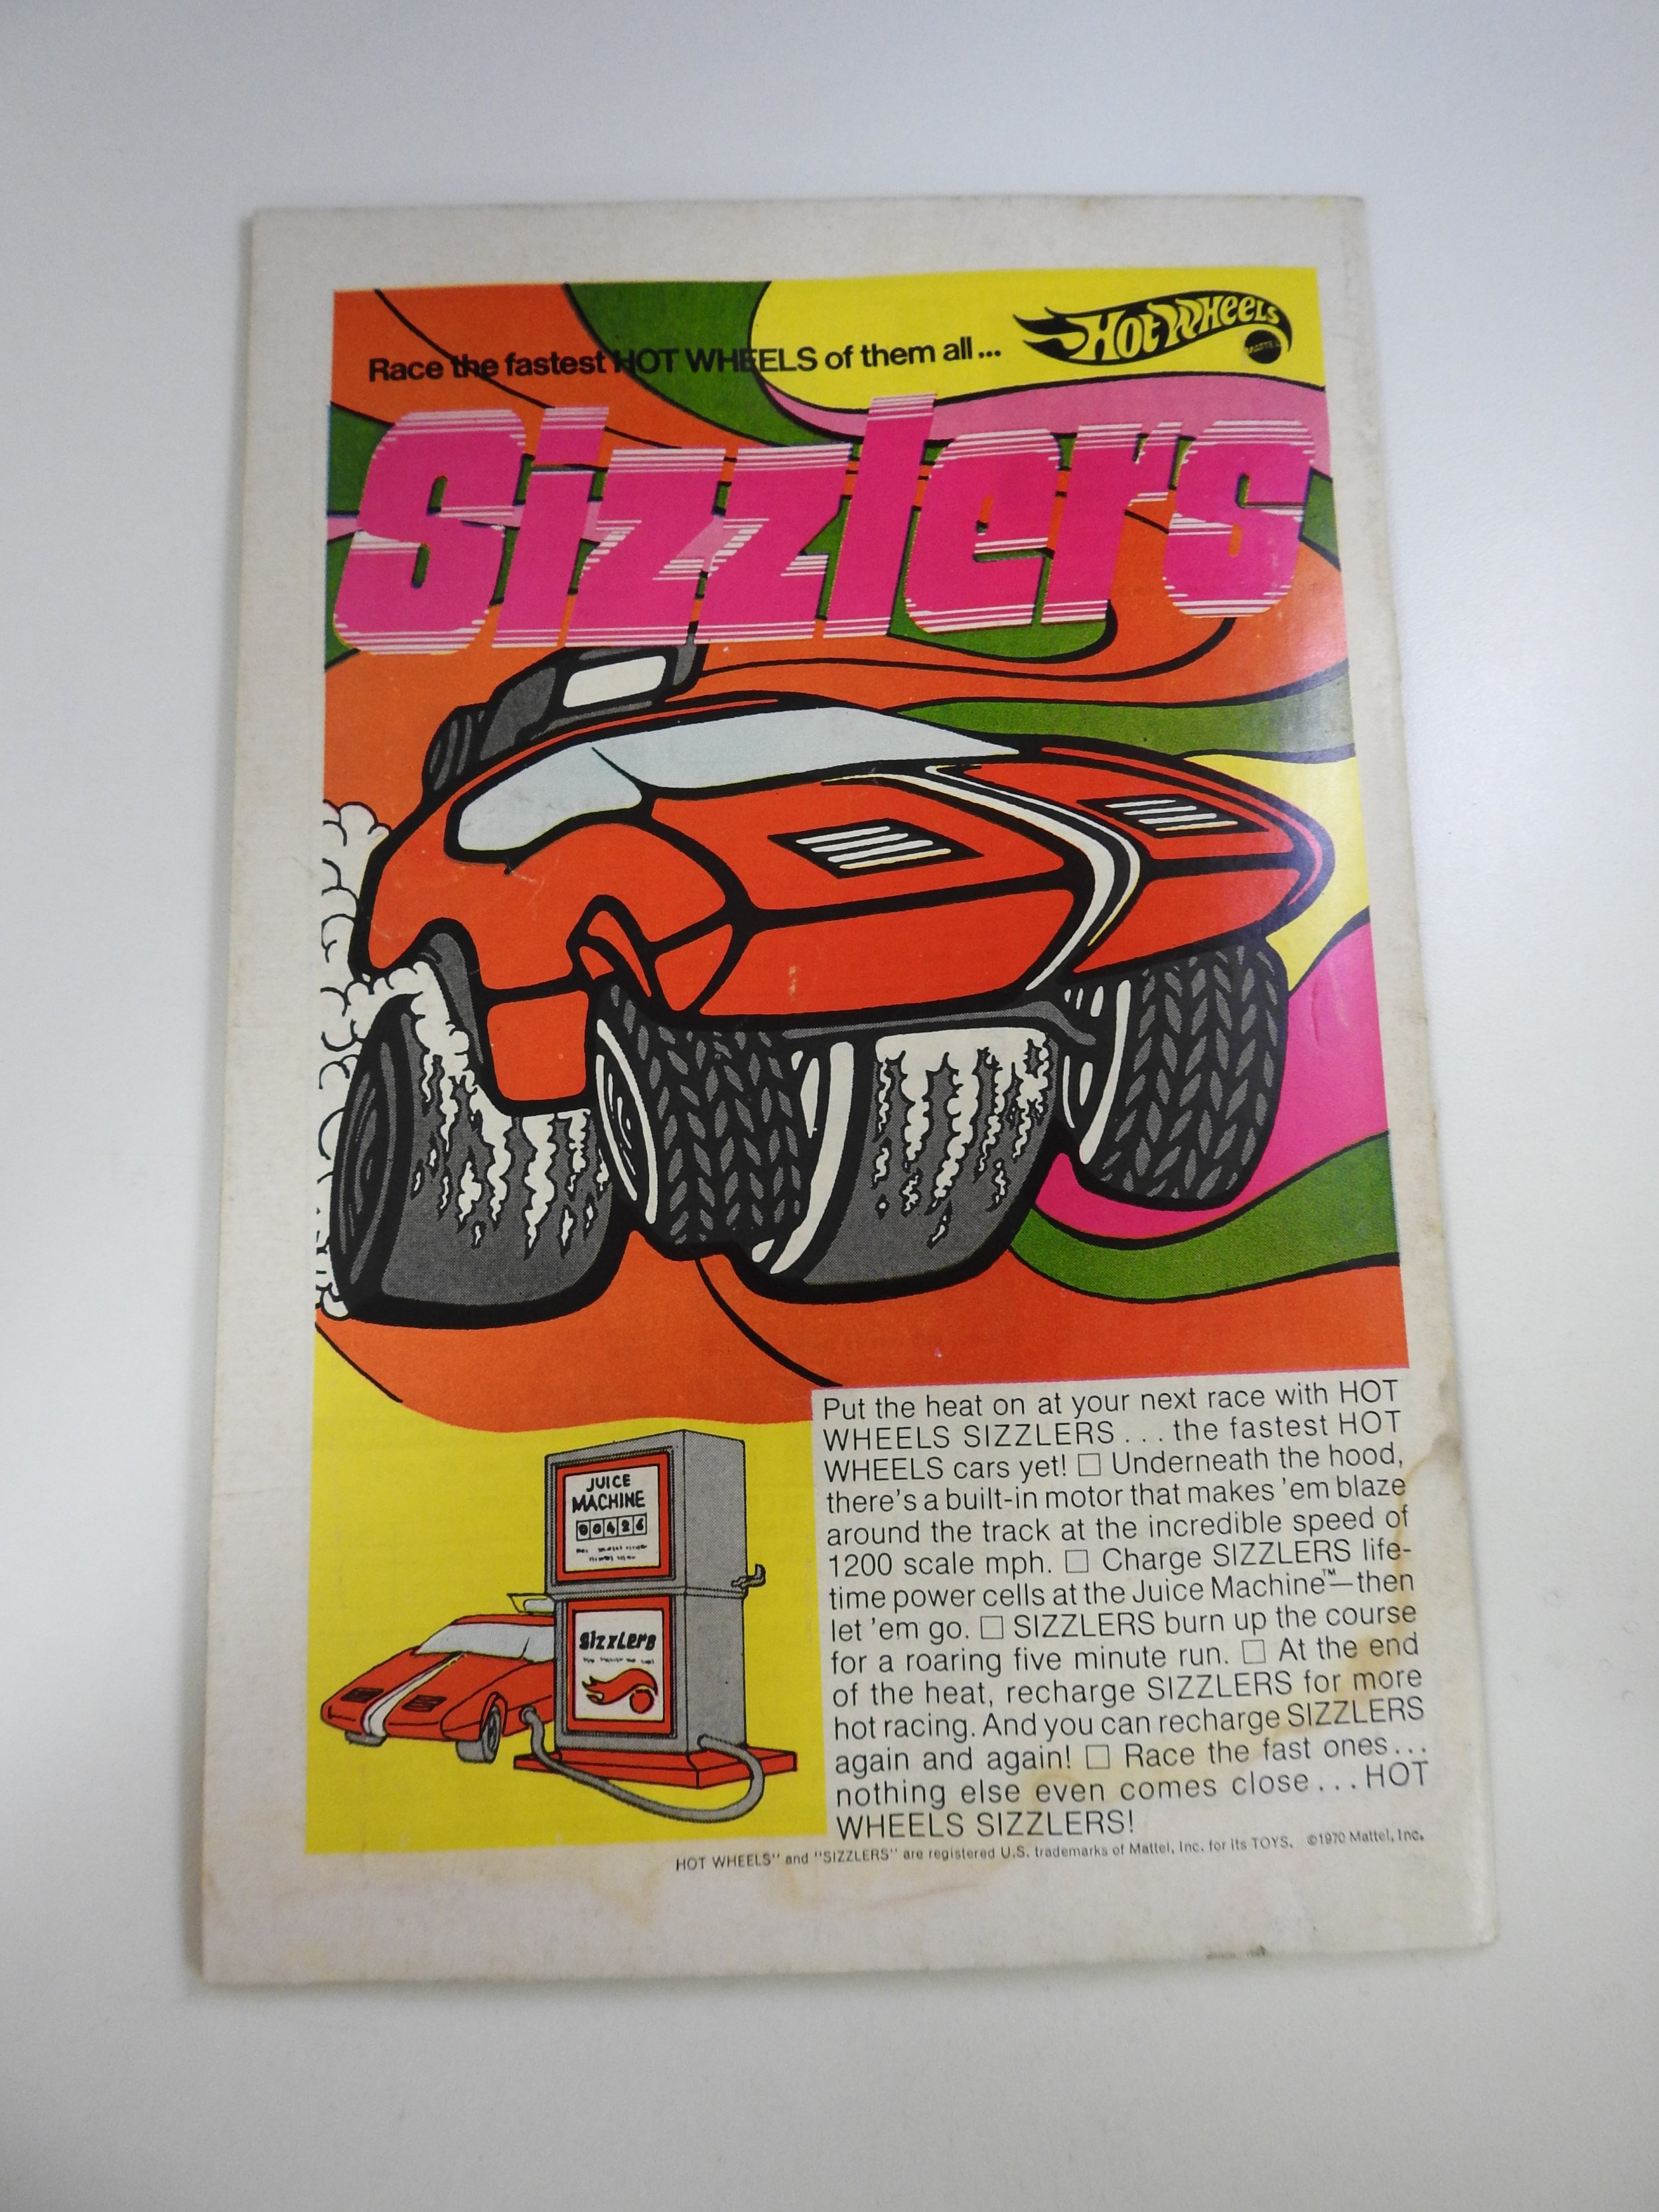 Race the fastest HOT WHEELS of them all...
Hot Wheels
MATTEL
Sizzlers
Put the heat on at your next race with HOT
WHEELS SIZZLERS... the fastest HOT
WHEELS cars yet! □ Underneath the hood,
there's a built-in motor that makes 'em blaze
around the track at the incredible speed of
1200 scale mph. □ Charge SIZZLERS life-
time power cells at the Juice Machine™—then
let 'em go. □ SIZZLERS burn up the course
for a roaring five minute run. □ At the end
of the heat, recharge SIZZLERS for more
hot racing. And you can recharge SIZZLERS
again and again! □ Race the fast ones...
nothing else even comes close... HOT
WHEELS SIZZLERS!
JUICE
MACHINE
00426
Sizzlers
HOT WHEELS" and "SIZZLERS" are registered U.S. trademarks of Mattel, Inc. for its TOYS. ©1970 Mattel, Inc.